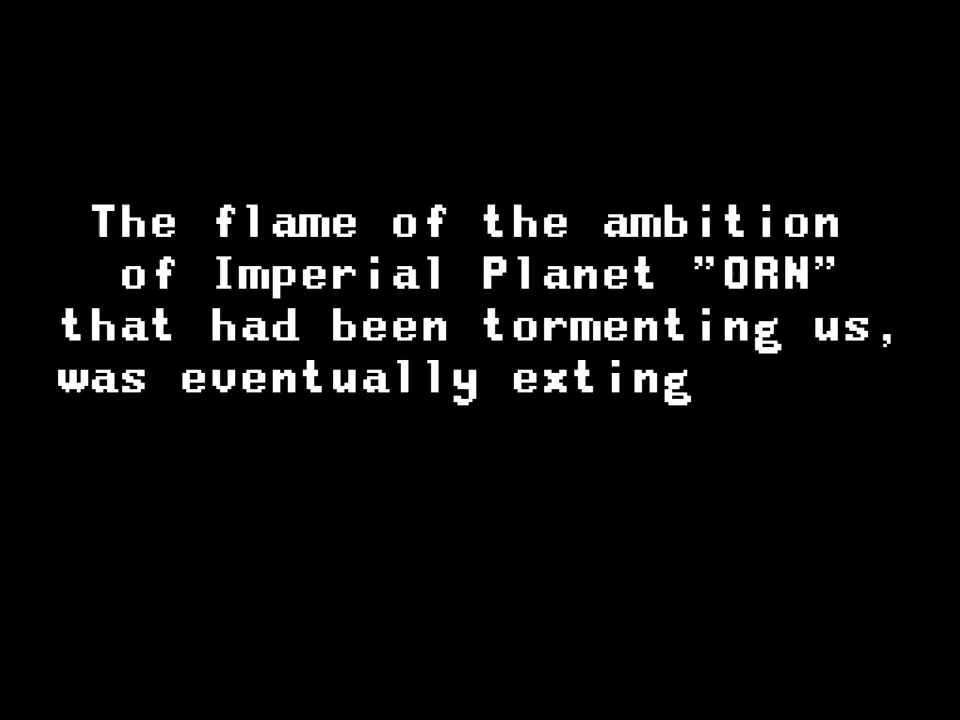 The flame of the ambition
of Imperial Planet ”ORN”
that had been tormenting us,
was eventually exting